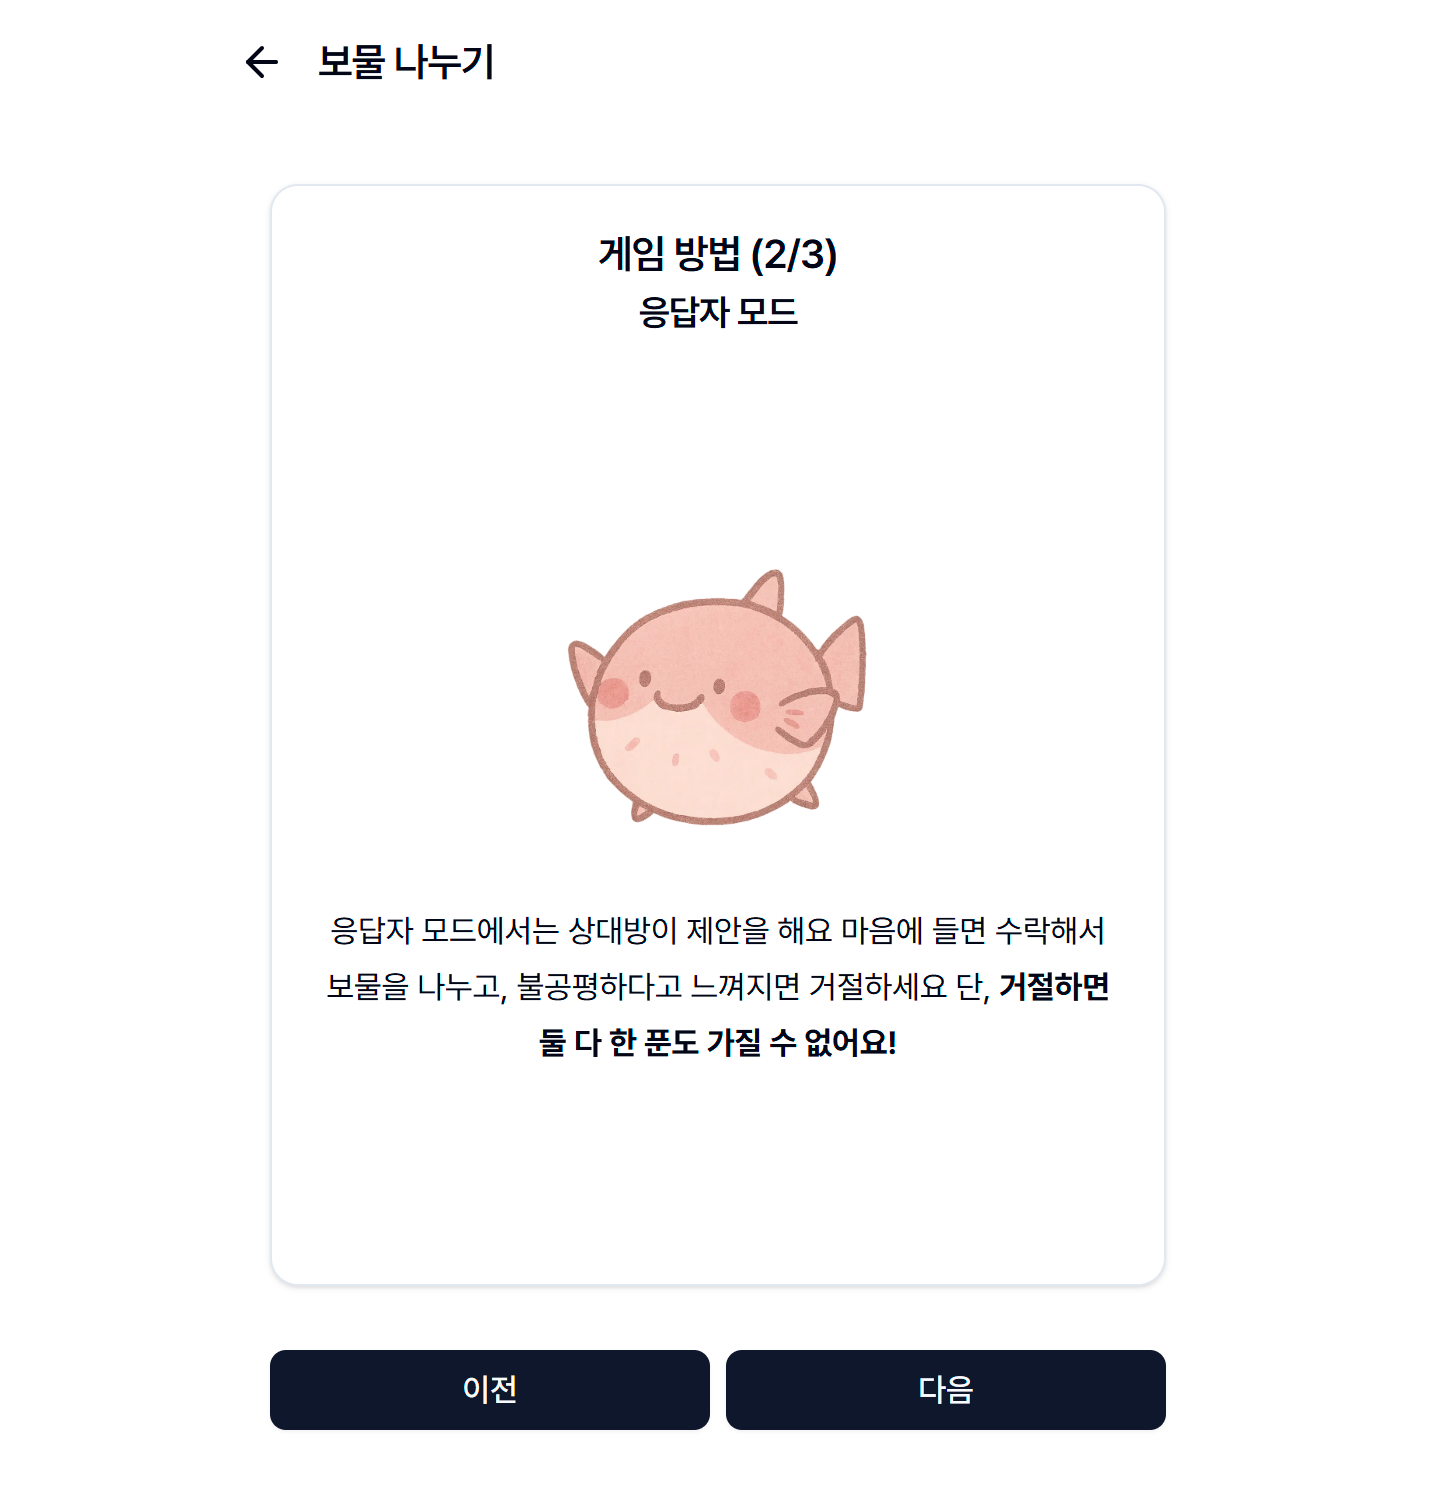 보물 나누기
게임 방법 (2/3)
응답자 모드
응답자 모드에서는 상대방이 제안을 해요 마음에 들면 수락해서
보물을 나누고, 불공평하다고 느껴지면 거절하세요 단, 거절하면
둘 다 한 푼도 가질 수 없어요!
이전
다음